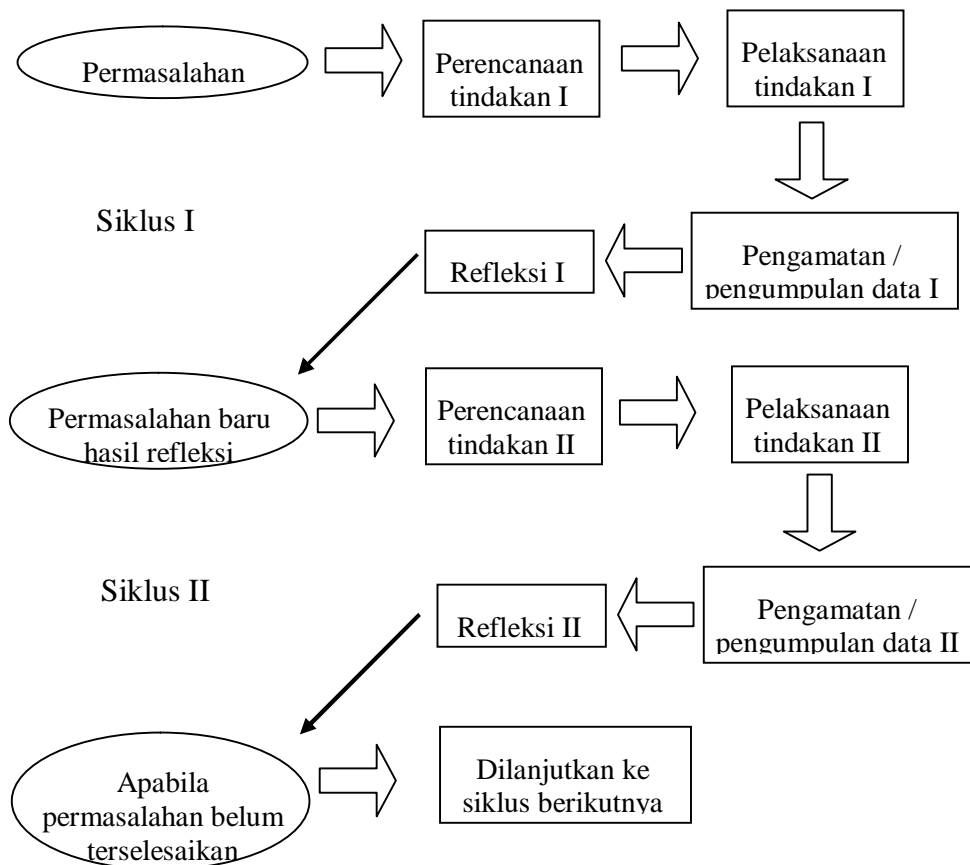 Permasalahan
Perencanaan
tindakan I
Pelaksanaan
tindakan I
Siklus I
Refleksi I
Pengamatan /
pengumpulan data I
Permasalahan baru
hasil refleksi
Perencanaan
tindakan II
Pelaksanaan
tindakan II
Siklus II
Refleksi II
Pengamatan /
pengumpulan data II
Apabila
permasalahan belum
terselesaikan
Dilanjutkan ke
siklus berikutnya